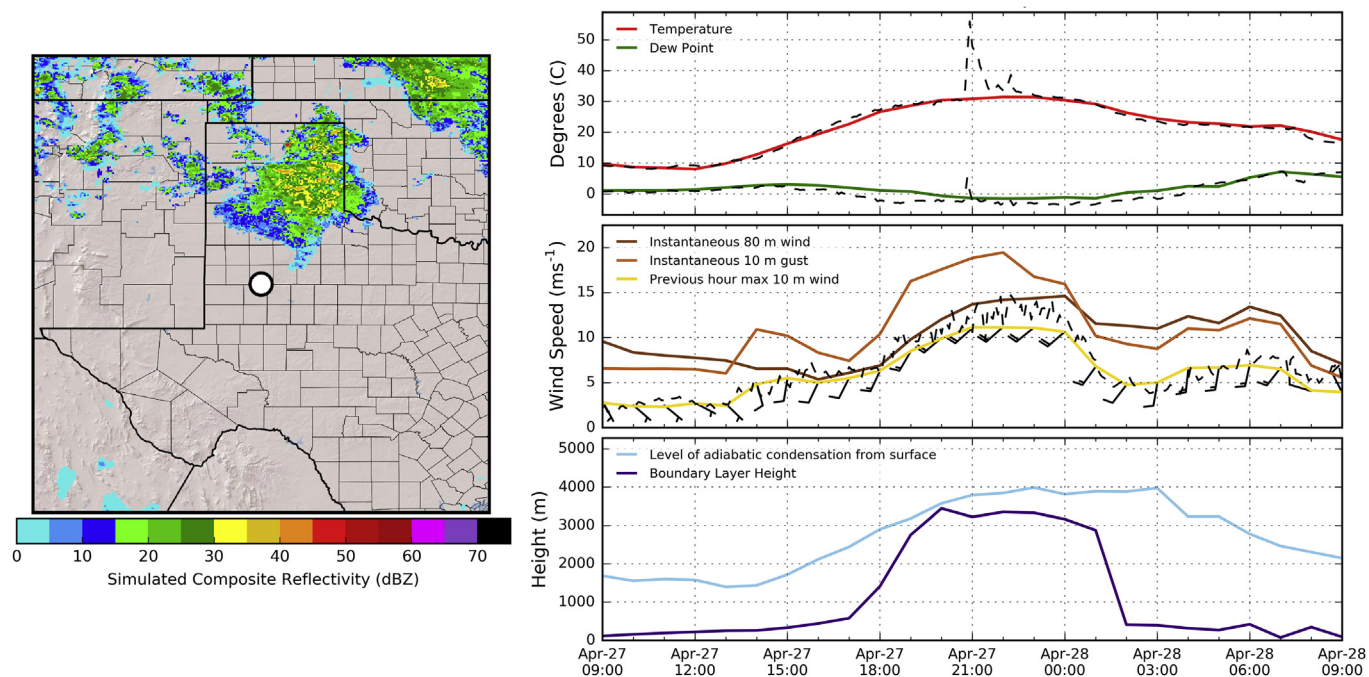 0 10 20 30 40 50 60 70
Simulated Composite Reflectivity (dBZ)
Degrees (C)
50
40
30
20
10
0
Temperature
Dew Point
Wind Speed (ms⁻¹)
20
15
10
5
0
Instantaneous 80 m wind
Instantaneous 10 m gust
Previous hour max 10 m wind
Height (m)
5000
4000
3000
2000
1000
0
Level of adiabatic condensation from surface
Boundary Layer Height
Apr-27 Apr-27 Apr-27 Apr-27 Apr-27 Apr-28 Apr-28 Apr-28 Apr-28
09:00 12:00 15:00 18:00 21:00 00:00 03:00 06:00 09:00